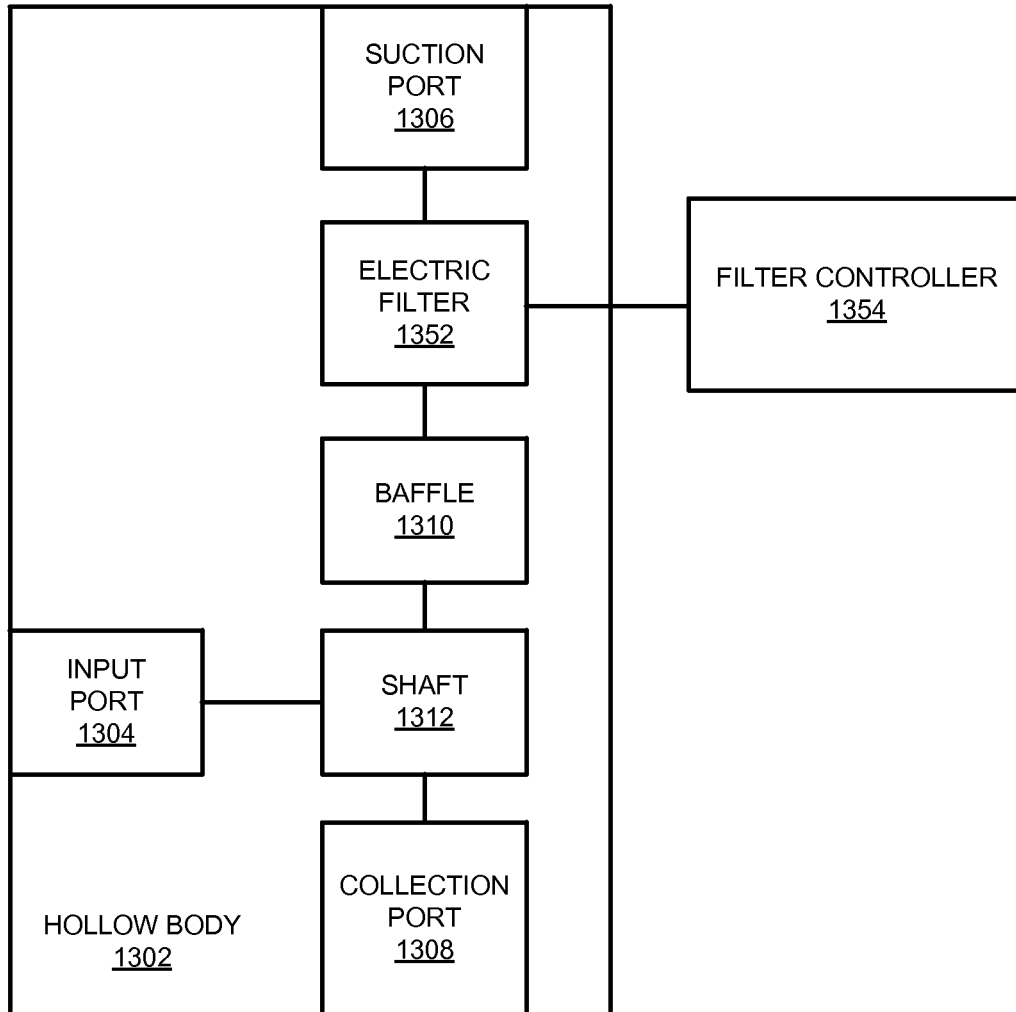 SUCTION
PORT
1306
ELECTRIC
FILTER
1352
FILTER CONTROLLER
1354
BAFFLE
1310
INPUT
PORT
1304
SHAFT
1312
COLLECTION
PORT
1308
HOLLOW BODY
1302